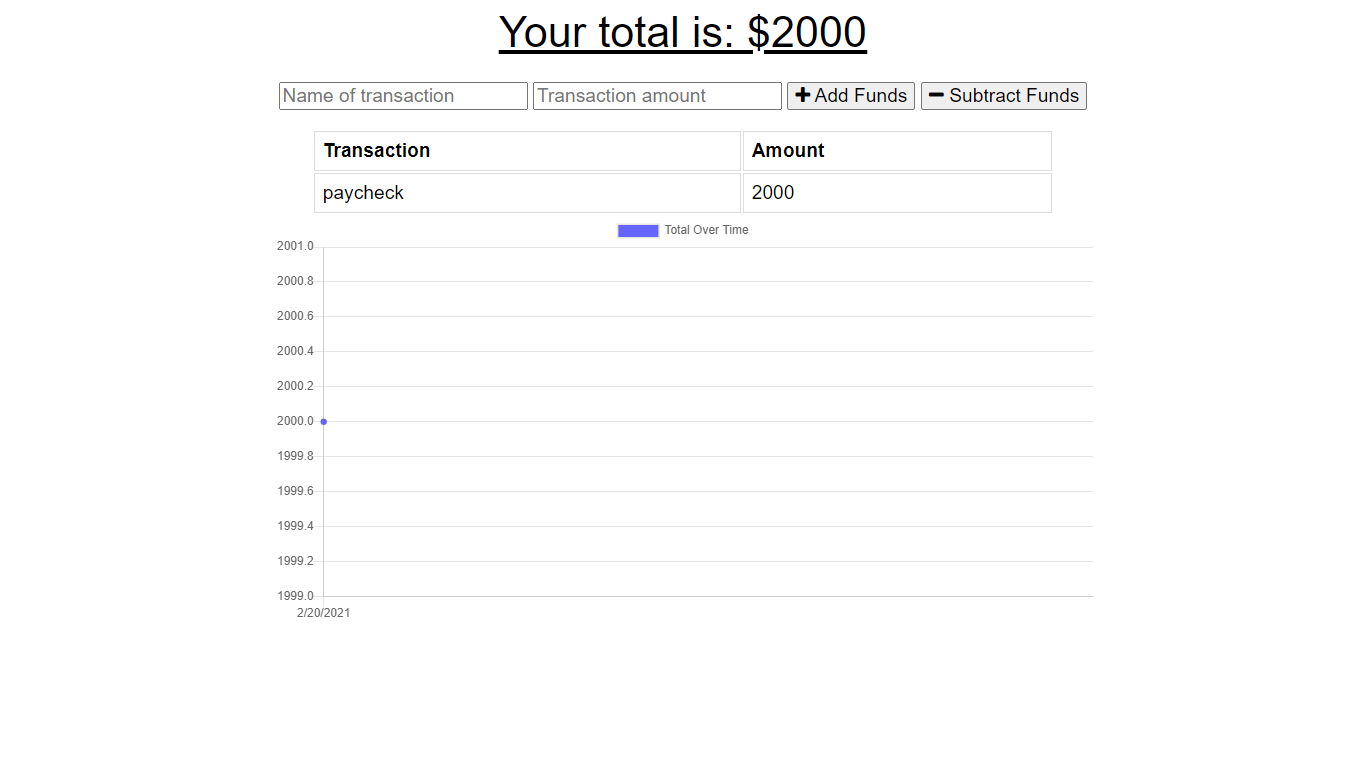 Your total is: $2000
Name of transaction Transaction amount Add Funds Subtract Funds
Transaction Amount
paycheck 2000
Total Over Time
2001.0
2000.8
2000.6
2000.4
2000.2
2000.0
1999.8
1999.6
1999.4
1999.2
1999.0
2/20/2021